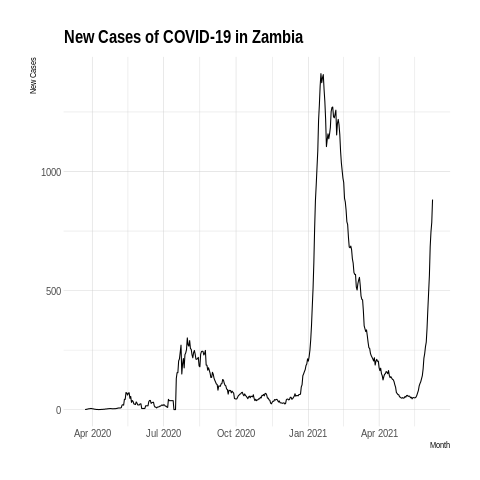 New Cases of COVID-19 in Zambia
New Cases
1000
500
0
Apr 2020 Jul 2020 Oct 2020 Jan 2021 Apr 2021
Month